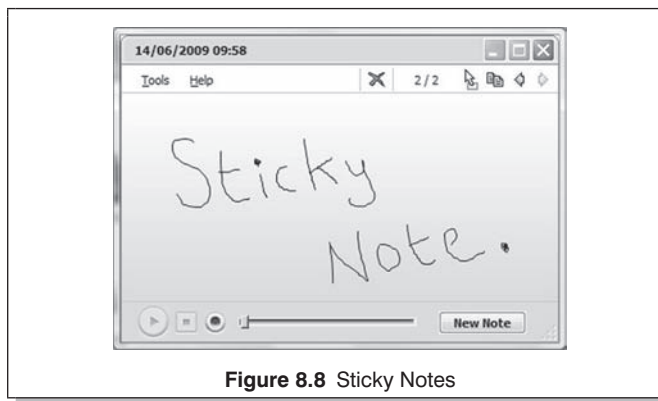 14/06/2009 09:58
Tools Help 2 / 2
Sticky
Note.
New Note
Figure 8.8 Sticky Notes